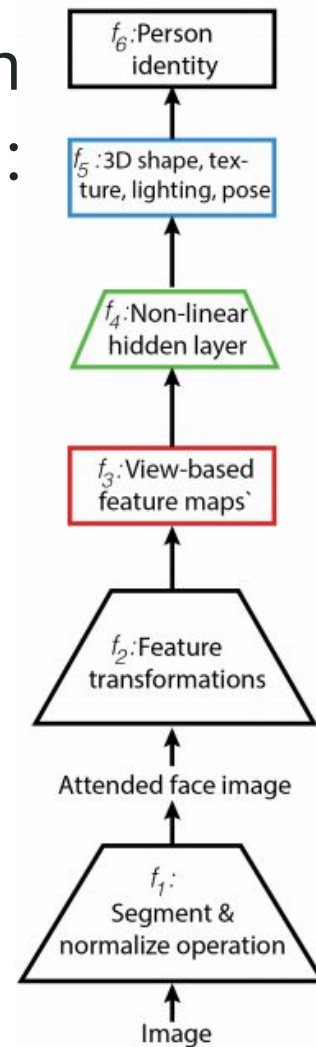 n
:
f6:Person
identity
f5:3D shape, tex-
ture, lighting, pose
f4:Non-linear
hidden layer
f3:View-based
feature maps`
f2:Feature
transformations
Attended face image
f1:
Segment &
normalize operation
Image